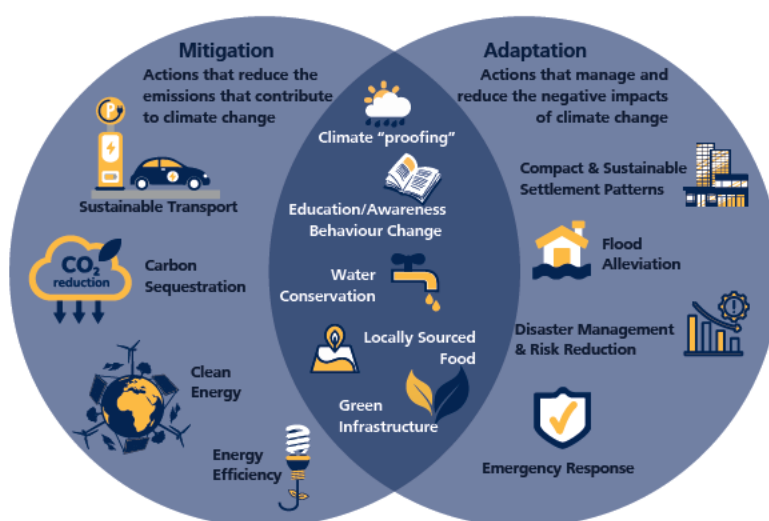 Mitigation
Actions that reduce the
emissions that contribute
to climate change
P
Sustainable Transport
CO2
reduction
Carbon
Sequestration
Clean
Energy
Energy
Efficiency
Climate “proofing”
Education/Awareness
Behaviour Change
Water
Conservation
Locally Sourced
Food
Green
Infrastructure
Adaptation
Actions that manage and
reduce the negative impacts
of climate change
Compact & Sustainable
Settlement Patterns
Flood
Alleviation
Disaster Management
& Risk Reduction
Emergency Response